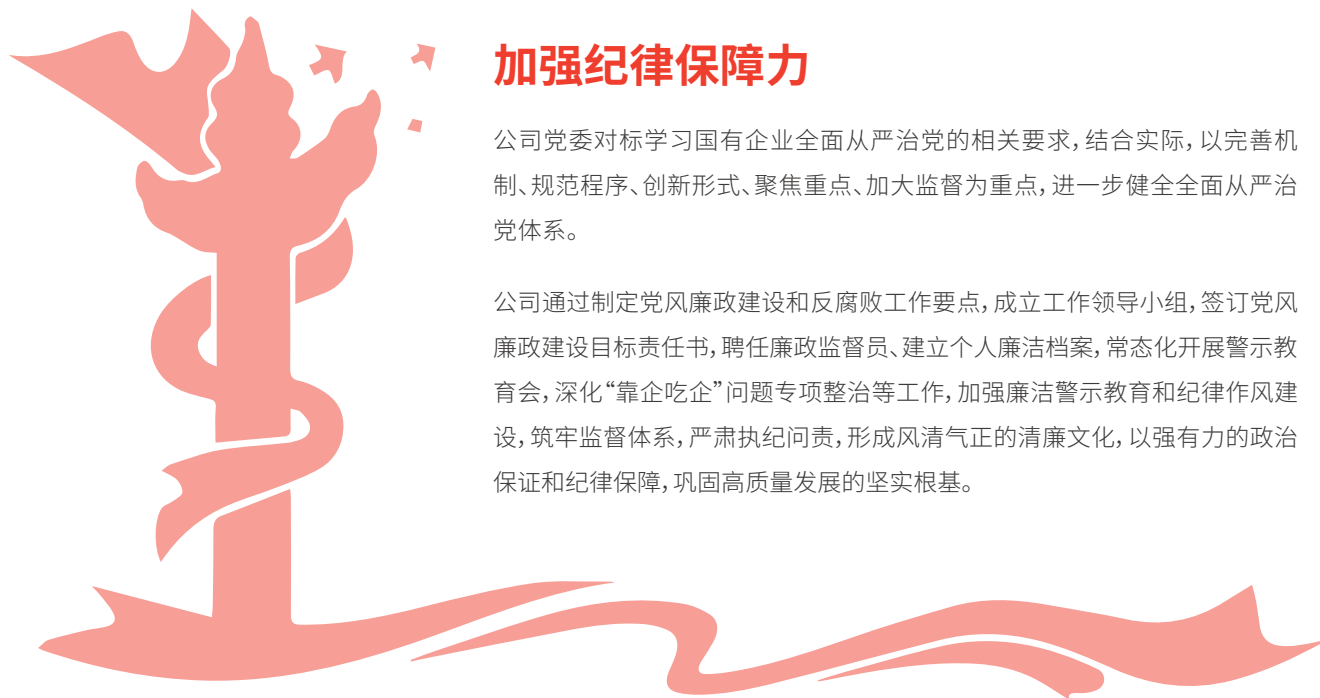 加强纪律保障力
公司党委对标学习国有企业全面从严治党的相关要求，结合实际，以完善机
制、规范程序、创新形式、聚焦重点、加大监督为重点，进一步健全全面从严治
党体系。
公司通过制定党风廉政建设和反腐败工作要点，成立工作领导小组，签订党风
廉政建设目标责任书，聘任廉政监督员、建立个人廉洁档案，常态化开展警示教
育会，深化“靠企吃企”问题专项整治等工作，加强廉洁警示教育和纪律作风建
设，筑牢监督体系，严肃执纪问责，形成风清气正的清廉文化，以强有力的政治
保证和纪律保障，巩固高质量发展的坚实根基。